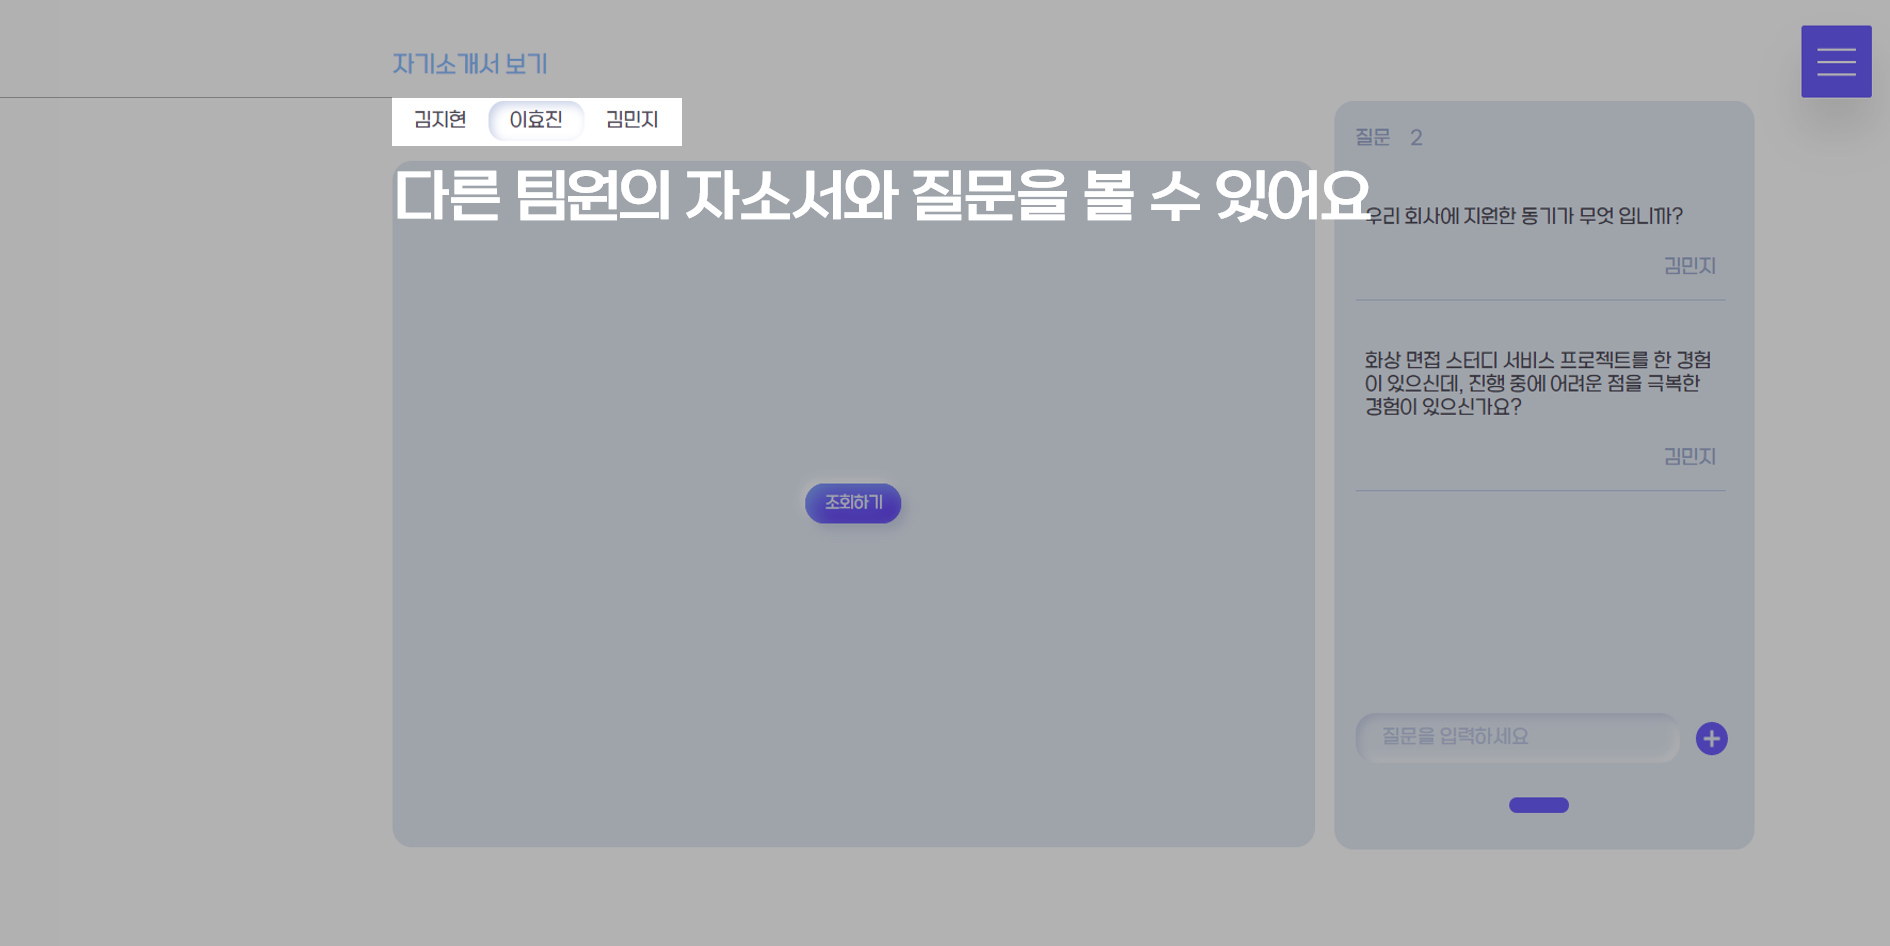 자기소개서 보기
김지현 이효진 김민지
다른 팀원의 자소서와 질문을 볼 수 있어요
조회하기
질문 2
우리 회사에 지원한 동기가 무엇 입니까?
김민지
화상 면접 스터디 서비스 프로젝트를 한 경험
이 있으신데, 진행 중에 어려운 점을 극복한
경험이 있으신가요?
김민지
질문을 입력하세요